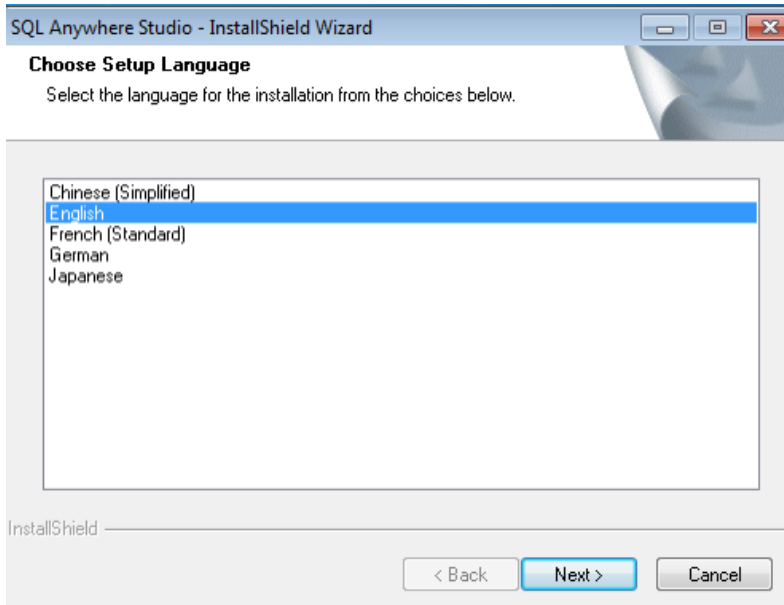 SQL Anywhere Studio - InstallShield Wizard
Choose Setup Language
Select the language for the installation from the choices below.
Chinese (Simplified)
English
French (Standard)
German
Japanese
InstallShield
< Back Next > Cancel